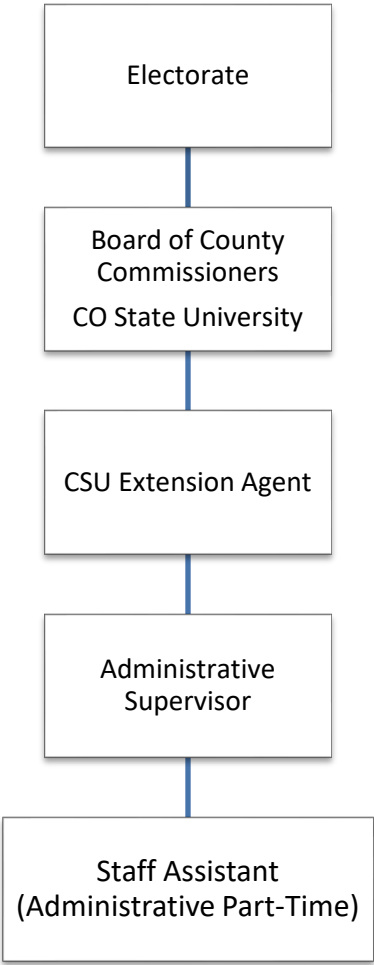 Electorate
Board of County
Commissioners
CO State University
CSU Extension Agent
Administrative
Supervisor
Staff Assistant
(Administrative Part-Time)